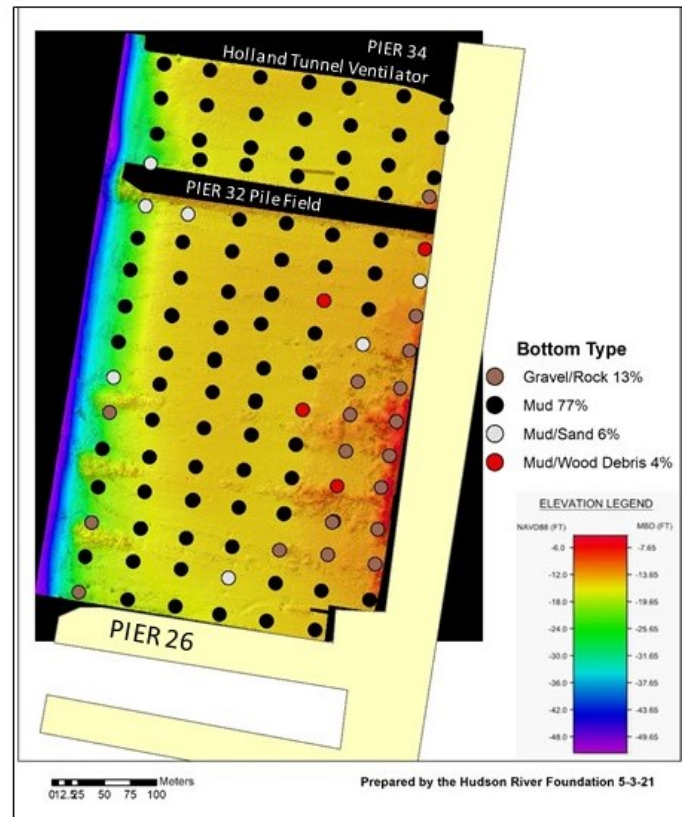 PIER 34
Holland Tunnel Ventilator
PIER 32 Pile Field
Bottom Type
Gravel/Rock 13%
Mud 77%
Mud/Sand 6%
Mud/Wood Debris 4%
ELEVATION LEGEND
NAVD88 (FT) MBD (FT)
-6.0 -7.65
-12.0 -13.65
-18.0 -19.65
-24.0 -25.65
-30.0 -31.65
-36.0 -37.65
-42.0 -43.65
-48.0 -49.65
PIER 26
Meters
0 12.5 25 50 75 100
Prepared by the Hudson River Foundation 5-3-21